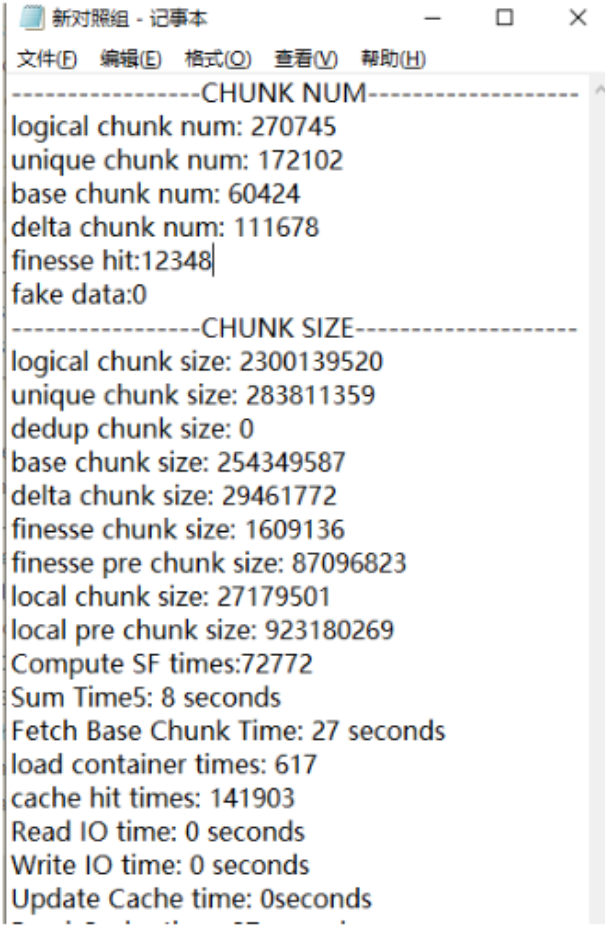 新对照组 - 记事本
文件(F) 编辑(E) 格式(O) 查看(V) 帮助(H)
-----------------CHUNK NUM-------------------
logical chunk num: 270745
unique chunk num: 172102
base chunk num: 60424
delta chunk num: 111678
finesse hit:12348
fake data:0
-----------------CHUNK SIZE--------------------
logical chunk size: 2300139520
unique chunk size: 283811359
dedup chunk size: 0
base chunk size: 254349587
delta chunk size: 29461772
finesse chunk size: 1609136
finesse pre chunk size: 87096823
local chunk size: 27179501
local pre chunk size: 923180269
Compute SF times:72772
Sum Time5: 8 seconds
Fetch Base Chunk Time: 27 seconds
load container times: 617
cache hit times: 141903
Read IO time: 0 seconds
Write IO time: 0 seconds
Update Cache time: 0seconds